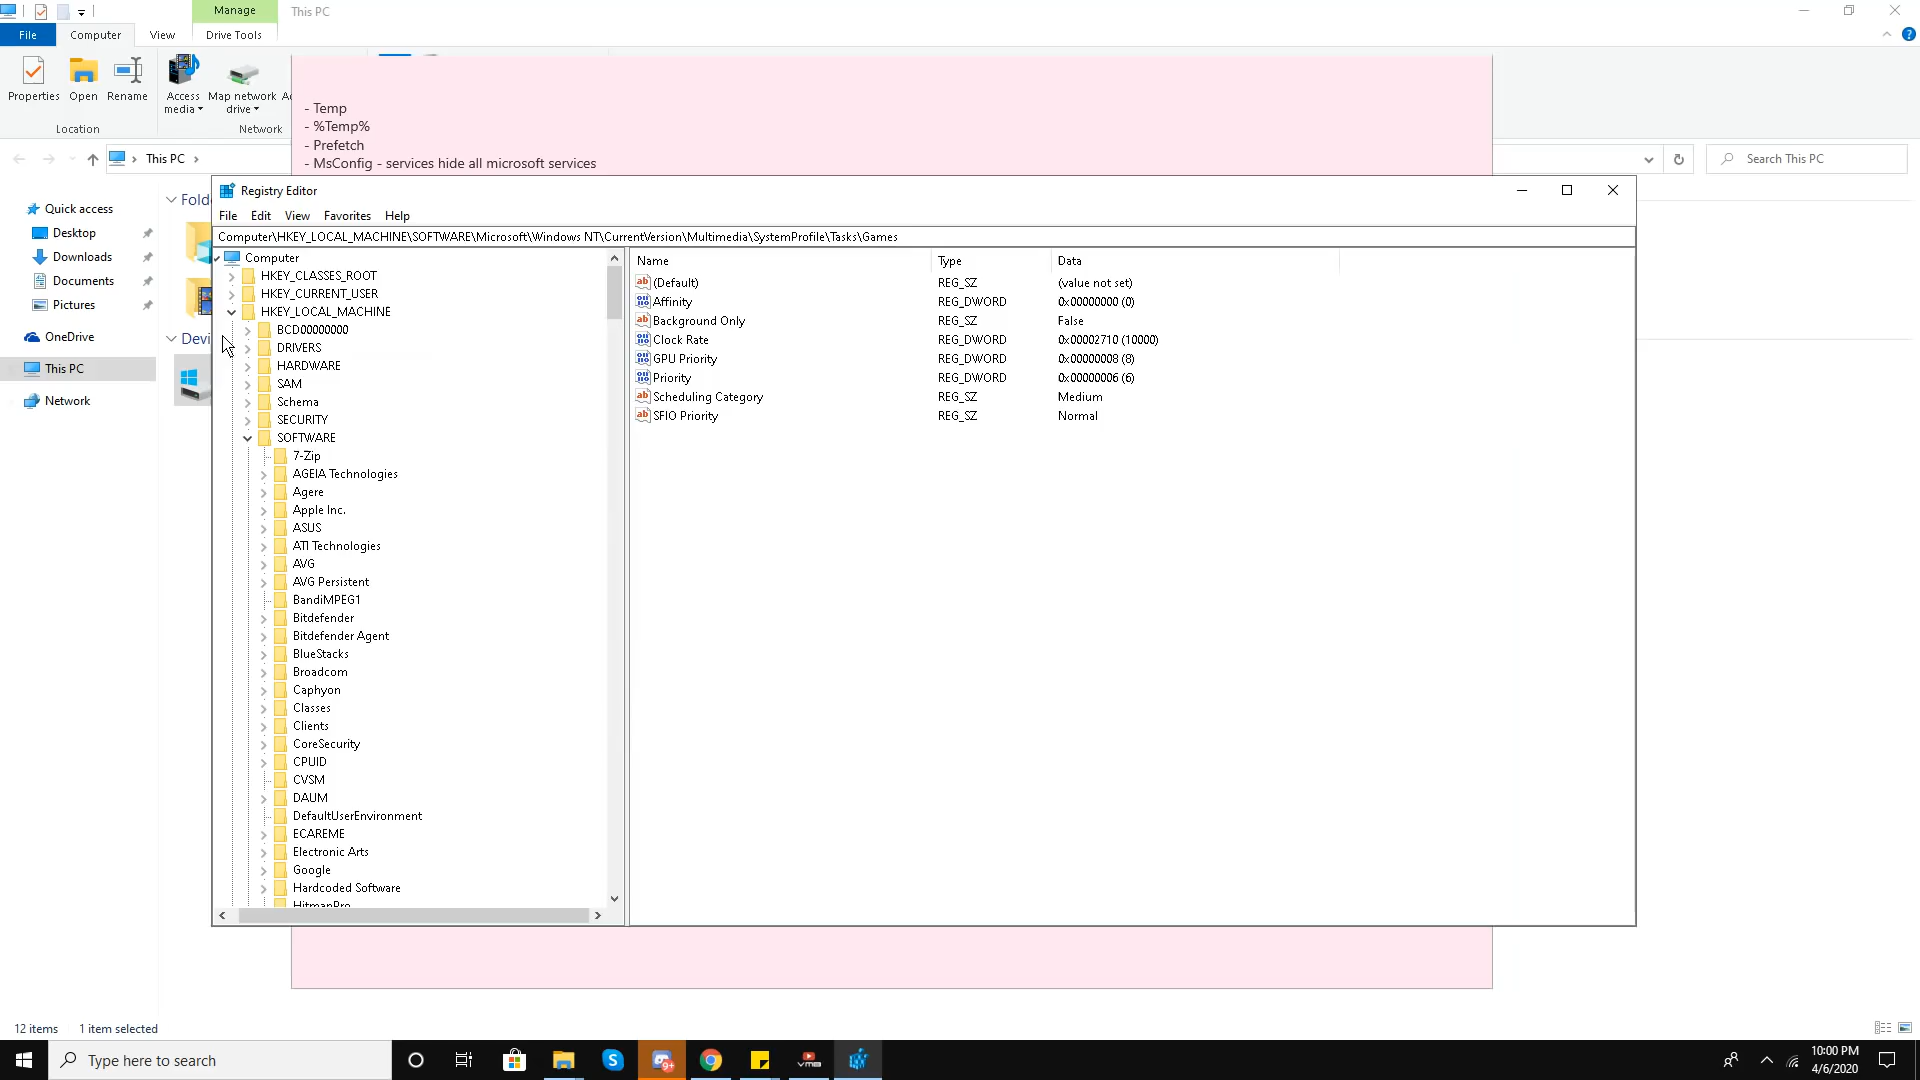 Manage
This PC
File
Computer
View
Drive Tools
Properties
Open
Rename
Access media
Map network drive
Location
Network
- Temp
- %Temp%
- Prefetch
- MsConfig - services hide all microsoft services
This PC
Search This PC
Quick access
Desktop
Downloads
Documents
Pictures
OneDrive
This PC
Network
Registry Editor
File Edit View Favorites Help
Computer\HKEY_LOCAL_MACHINE\SOFTWARE\Microsoft\Windows NT\CurrentVersion\Multimedia\SystemProfile\Tasks\Games
Computer
HKEY_CLASSES_ROOT
HKEY_CURRENT_USER
HKEY_LOCAL_MACHINE
BCD00000000
DRIVERS
HARDWARE
SAM
Schema
SECURITY
SOFTWARE
7-Zip
AGEIA Technologies
Agere
Apple Inc.
ASUS
ATI Technologies
AVG
AVG Persistent
BandiMPEG1
Bitdefender
Bitdefender Agent
BlueStacks
Broadcom
Caphyon
Classes
Clients
CoreSecurity
CPUID
CVSM
DAUM
DefaultUserEnvironment
ECAREME
Electronic Arts
Google
Hardcoded Software
HitmanPro
Name Type Data
(Default) REG_SZ (value not set)
Affinity REG_DWORD 0x00000000 (0)
Background Only REG_SZ False
Clock Rate REG_DWORD 0x00002710 (10000)
GPU Priority REG_DWORD 0x00000008 (8)
Priority REG_DWORD 0x00000006 (6)
Scheduling Category REG_SZ Medium
SFIO Priority REG_SZ Normal
12 items 1 item selected
Type here to search
10:00 PM
4/6/2020